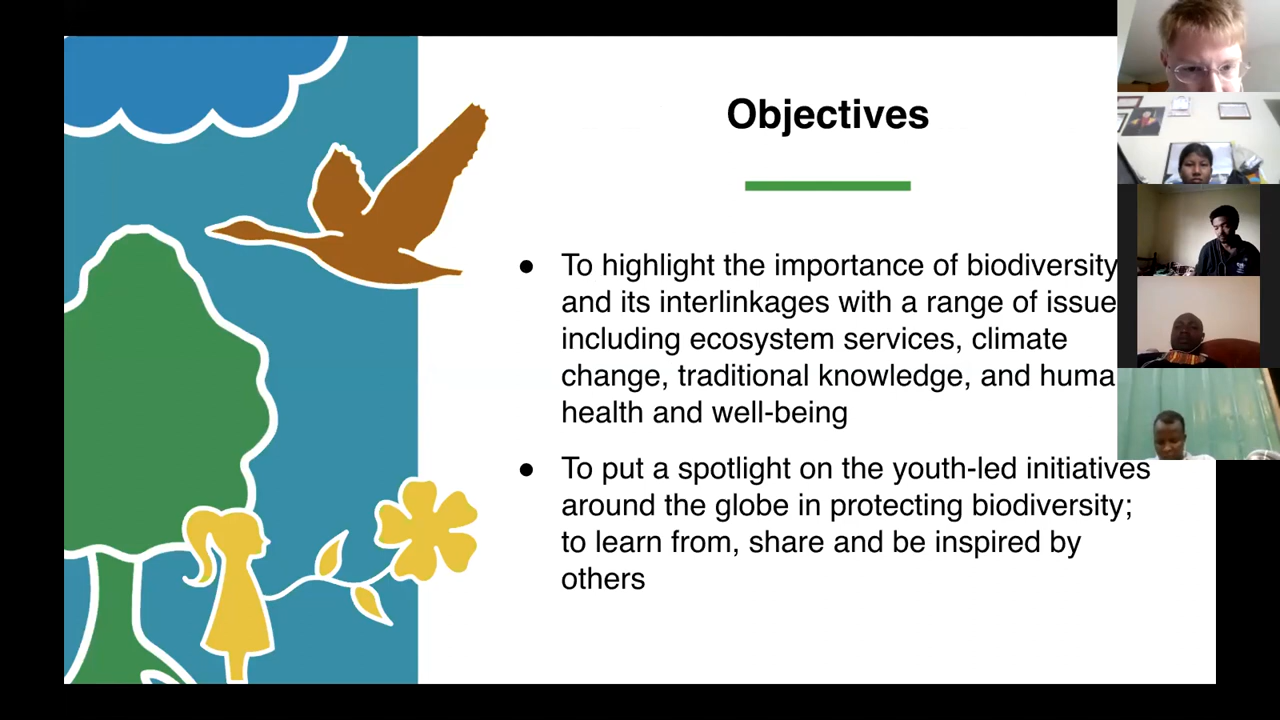 Objectives
● To highlight the importance of biodiversity
and its interlinkages with a range of issue
including ecosystem services, climate
change, traditional knowledge, and huma
health and well-being
● To put a spotlight on the youth-led initiatives
around the globe in protecting biodiversity;
to learn from, share and be inspired by
others